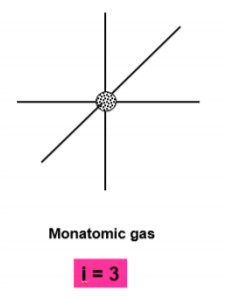 Monatomic gas
i = 3